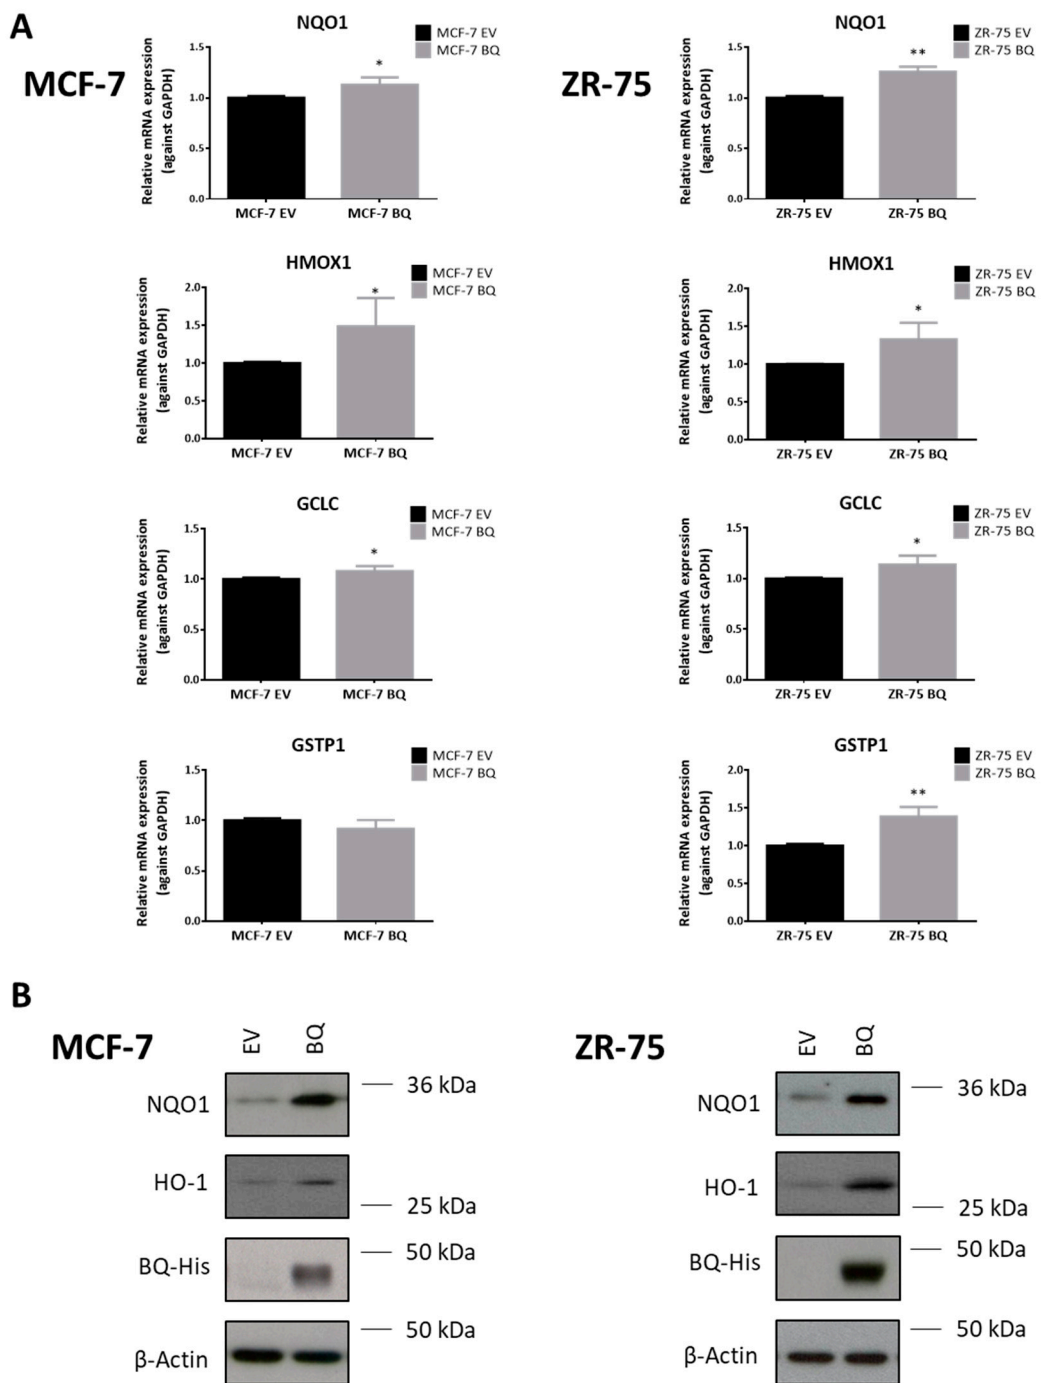 A
MCF-7
NQO1
MCF-7 EV
MCF-7 BQ
Relative mRNA expression
(against GAPDH)
1.5
1.0
0.5
0.0
*
MCF-7 EV
MCF-7 BQ
ZR-75
NQO1
ZR-75 EV
ZR-75 BQ
Relative mRNA expression
(against GAPDH)
1.5
1.0
0.5
0.0
**
ZR-75 EV
ZR-75 BQ
HMOX1
MCF-7 EV
MCF-7 BQ
Relative mRNA expression
(against GAPDH)
2.0
1.5
1.0
0.5
0.0
*
MCF-7 EV
MCF-7 BQ
HMOX1
ZR-75 EV
ZR-75 BQ
Relative mRNA expression
(against GAPDH)
2.0
1.5
1.0
0.5
0.0
*
ZR-75 EV
ZR-75 BQ
GCLC
MCF-7 EV
MCF-7 BQ
Relative mRNA expression
(against GAPDH)
1.5
1.0
0.5
0.0
*
MCF-7 EV
MCF-7 BQ
GCLC
ZR-75 EV
ZR-75 BQ
Relative mRNA expression
(against GAPDH)
1.5
1.0
0.5
0.0
*
ZR-75 EV
ZR-75 BQ
GSTP1
MCF-7 EV
MCF-7 BQ
Relative mRNA expression
(against GAPDH)
1.5
1.0
0.5
0.0
MCF-7 EV
MCF-7 BQ
GSTP1
ZR-75 EV
ZR-75 BQ
Relative mRNA expression
(against GAPDH)
2.0
1.5
1.0
0.5
0.0
**
ZR-75 EV
ZR-75 BQ
B
MCF-7
EV
BQ
NQO1
36 kDa
HO-1
25 kDa
BQ-His
50 kDa
β-Actin
50 kDa
ZR-75
EV
BQ
NQO1
36 kDa
HO-1
25 kDa
BQ-His
50 kDa
β-Actin
50 kDa